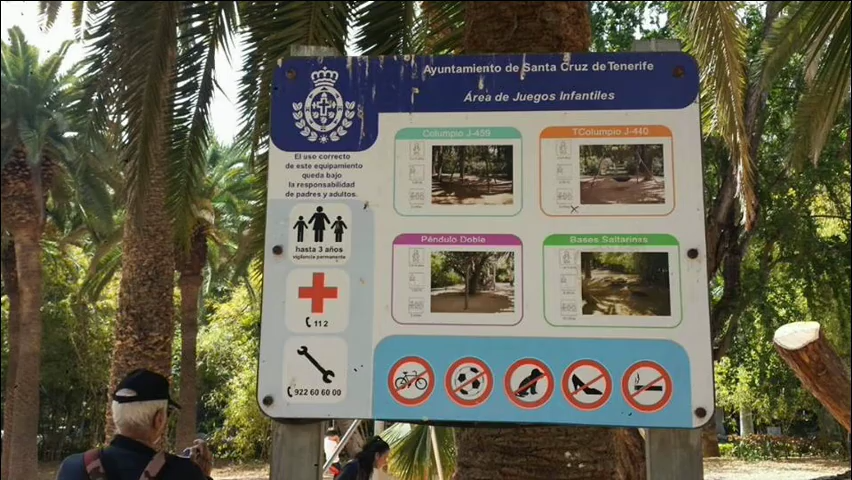 Ayuntamiento de Santa Cruz de Tenerife
Área de Juegos Infantiles
El uso correcto
de este equipamiento
queda bajo
la responsabilidad
de padres y adultos.
hasta 3 años
vigilancia permanente
112
922 60 60 00
Columpio J-459
TColumpio J-440
Péndulo Doble
Bases Saltarinas